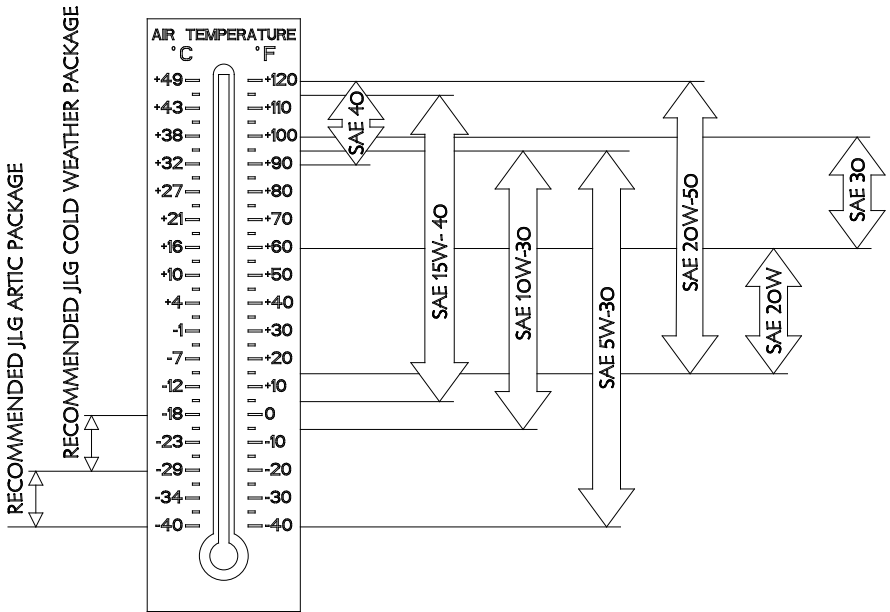 AIR TEMPERATURE
°C °F
+49 +120
+43 +110
+38 +100
+32 +90
+27 +80
+21 +70
+16 +60
+10 +50
+4 +40
-1 +30
-7 +20
-12 +10
-18 0
-23 -10
-29 -20
-34 -30
-40 -40
RECOMMENDED JLG ARTIC PACKAGE
RECOMMENDED JLG COLD WEATHER PACKAGE
SAE 40
SAE 15W- 40
SAE 10W-30
SAE 5W-30
SAE 20W-50
SAE 20W
SAE 30